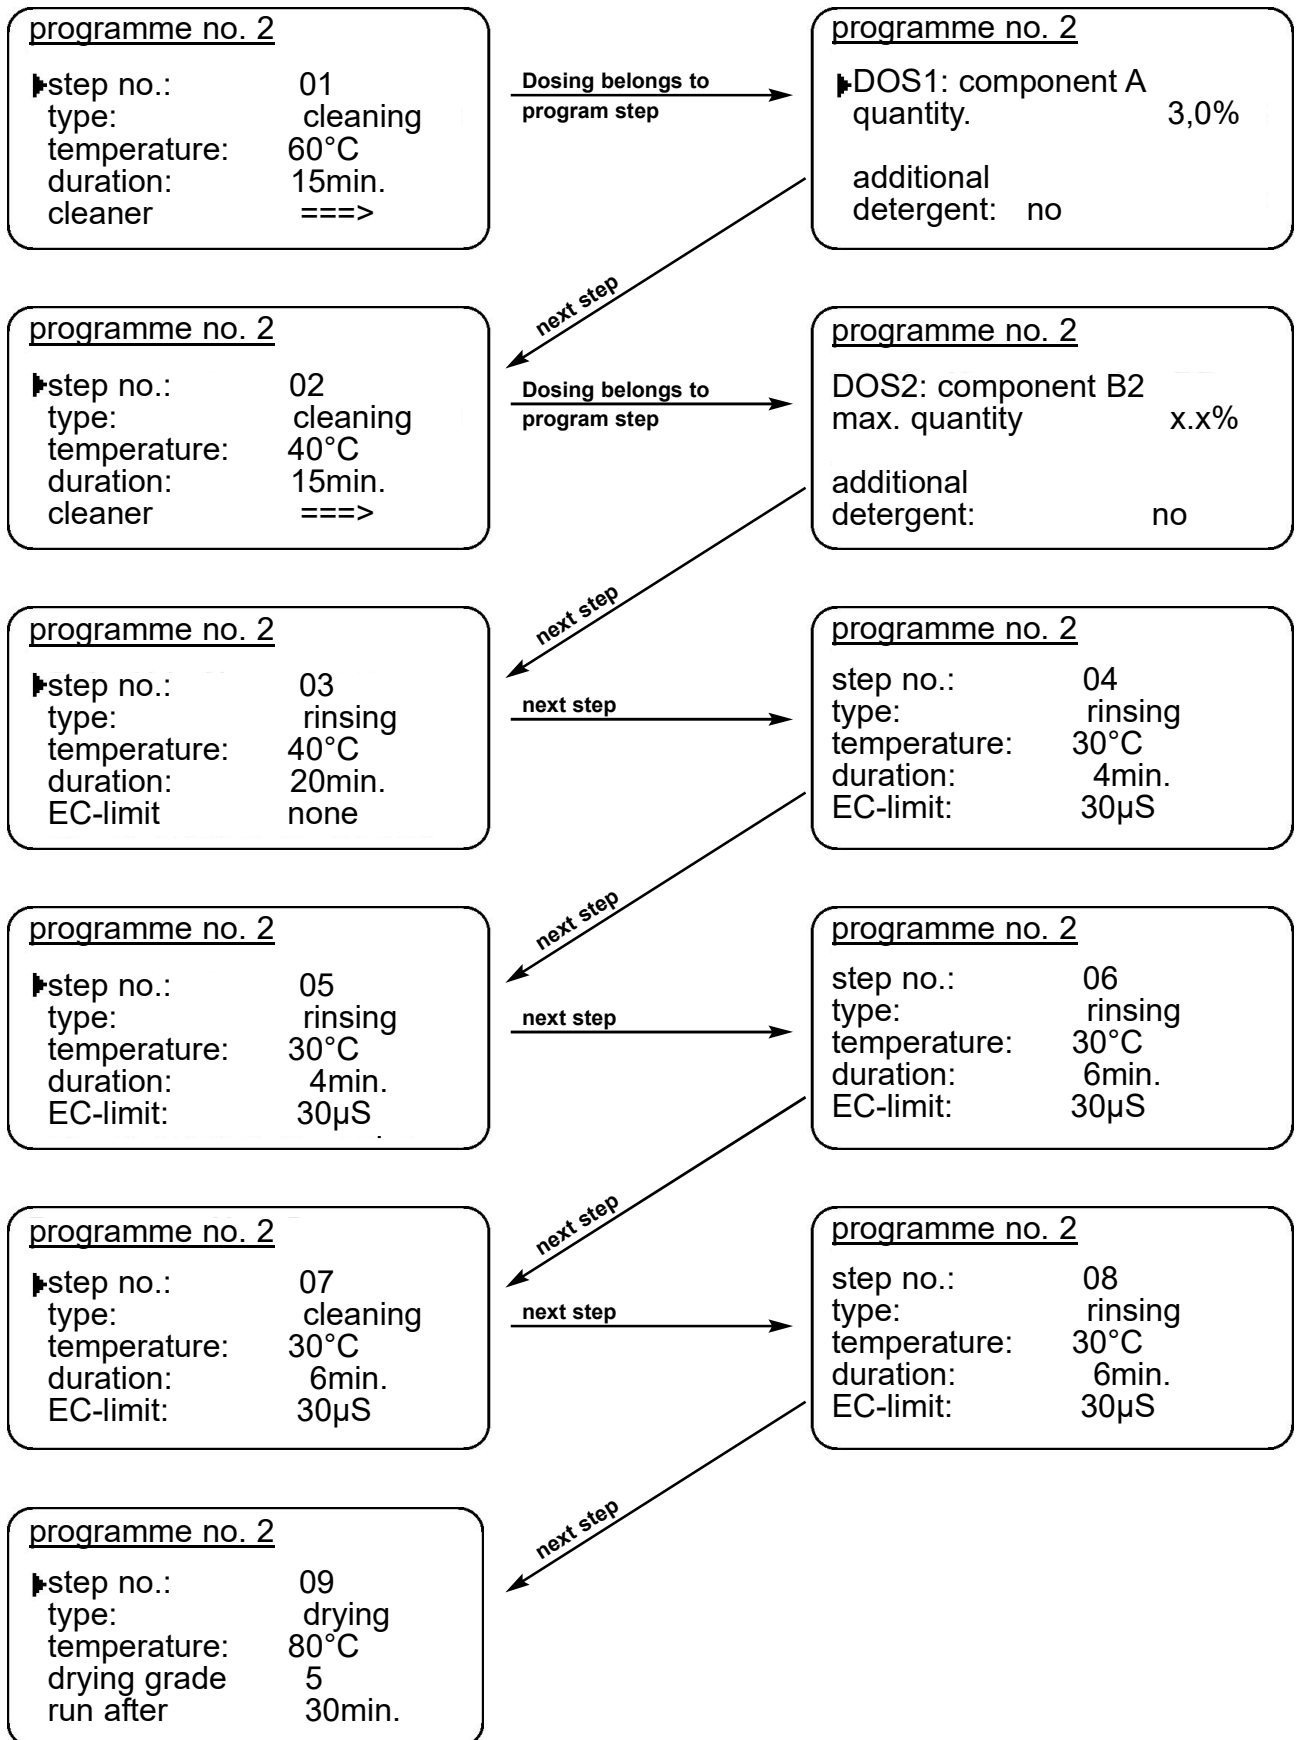 programme no. 2
step no.: 01
type: cleaning
temperature: 60°C
duration: 15min.
cleaner ===>
Dosing belongs to
program step
programme no. 2
DOS1: component A
quantity. 3,0%
additional
detergent: no
next step
programme no. 2
step no.: 02
type: cleaning
temperature: 40°C
duration: 15min.
cleaner ===>
Dosing belongs to
program step
programme no. 2
DOS2: component B2
max. quantity x.x%
additional
detergent: no
next step
programme no. 2
step no.: 03
type: rinsing
temperature: 40°C
duration: 20min.
EC-limit none
next step
programme no. 2
step no.: 04
type: rinsing
temperature: 30°C
duration: 4min.
EC-limit: 30µS
next step
programme no. 2
step no.: 05
type: rinsing
temperature: 30°C
duration: 4min.
EC-limit: 30µS
next step
programme no. 2
step no.: 06
type: rinsing
temperature: 30°C
duration: 6min.
EC-limit: 30µS
next step
programme no. 2
step no.: 07
type: cleaning
temperature: 30°C
duration: 6min.
EC-limit: 30µS
next step
programme no. 2
step no.: 08
type: rinsing
temperature: 30°C
duration: 6min.
EC-limit: 30µS
next step
programme no. 2
step no.: 09
type: drying
temperature: 80°C
drying grade 5
run after 30min.